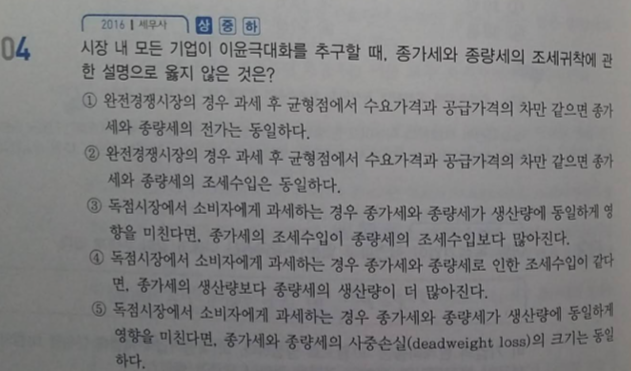 2016 | 세무사 상 중 하
04 시장 내 모든 기업이 이윤극대화를 추구할 때, 종가세와 종량세의 조세귀착에 관
한 설명으로 옳지 않은 것은?
① 완전경쟁시장의 경우 과세 후 균형점에서 수요가격과 공급가격의 차만 같으면 종가
세와 종량세의 전가는 동일하다.
② 완전경쟁시장의 경우 과세 후 균형점에서 수요가격과 공급가격의 차만 같으면 종가
세와 종량세의 조세수입은 동일하다.
③ 독점시장에서 소비자에게 과세하는 경우 종가세와 종량세가 생산량에 동일하게 영
향을 미친다면, 종가세의 조세수입이 종량세의 조세수입보다 많아진다.
④ 독점시장에서 소비자에게 과세하는 경우 종가세와 종량세로 인한 조세수입이 같다
면, 종가세의 생산량보다 종량세의 생산량이 더 많아진다.
⑤ 독점시장에서 소비자에게 과세하는 경우 종가세와 종량세가 생산량에 동일하게
영향을 미친다면, 종가세와 종량세의 사중손실(deadweight loss)의 크기는 동일
하다.